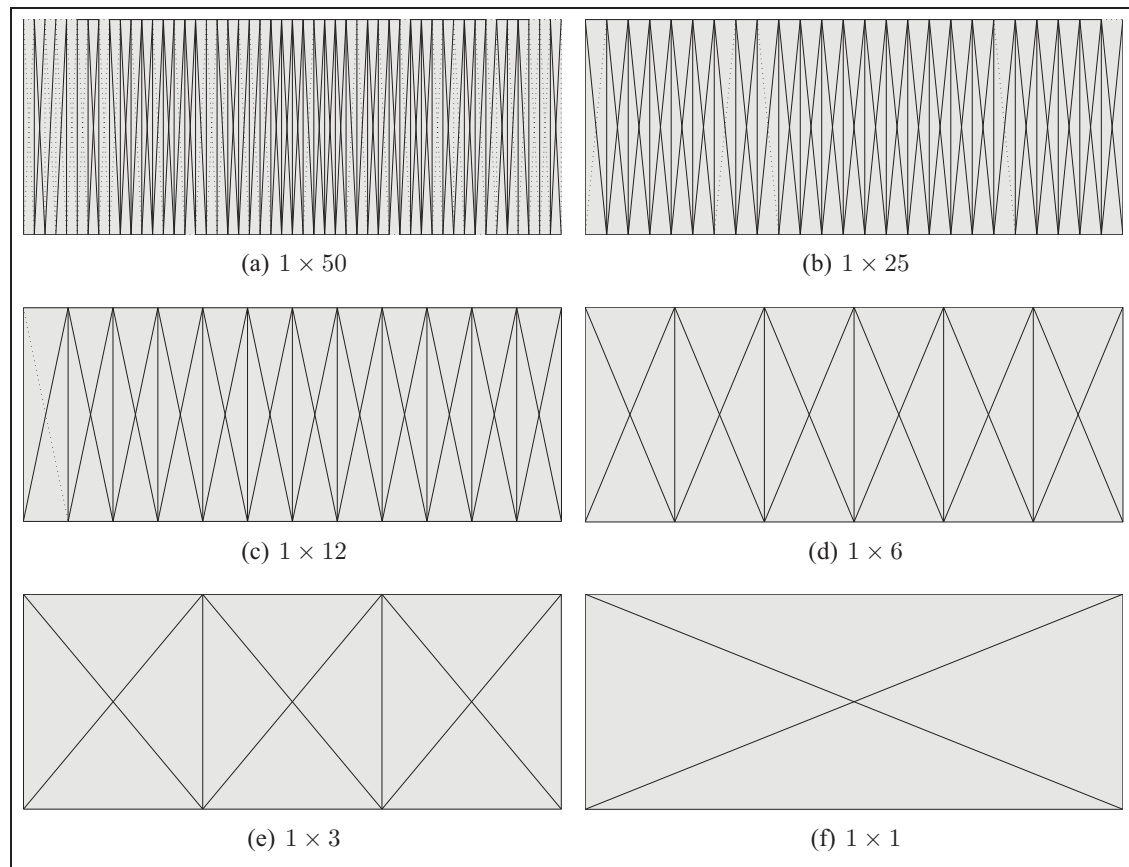 (a) 1 × 50
(b) 1 × 25
(c) 1 × 12
(d) 1 × 6
(e) 1 × 3
(f) 1 × 1